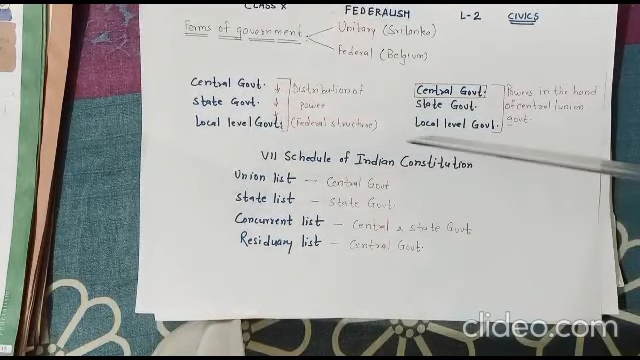 CLASS X FEDERALISM L-2 CIVICS
Forms of government
Unitary (Srilanka)
Federal (Belgium)
Central Govt.
State Govt.
Local level Govt.
Distribution of
power
(Federal structure)
Central Govt.
State Govt.
Local level Govt.
Powers in the hand
of central/union
govt.
VII Schedule of Indian Constitution
Union list – Central Govt
State list – State Govt.
Concurrent list – Central & State Govt
Residuary list – Central Govt.
clideo.com